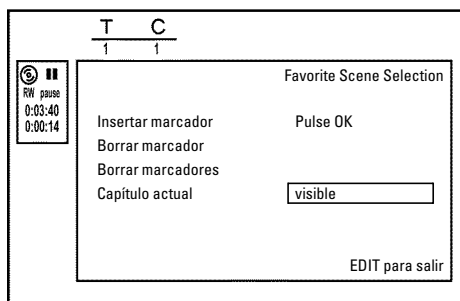 T C
1 1
RW pause
0:03:40
0:00:14
Favorite Scene Selection
Insertar marcador Pulse OK
Borrar marcador
Borrar marcadores
Capítulo actual visible
EDIT para salir